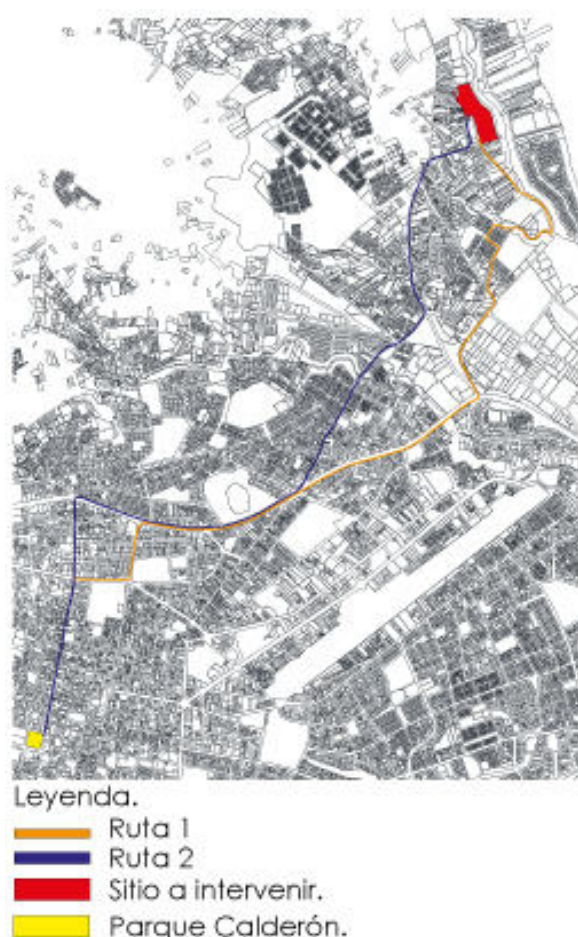 Leyenda.
Ruta 1
Ruta 2
Sitio a intervenir.
Parque Calderón.